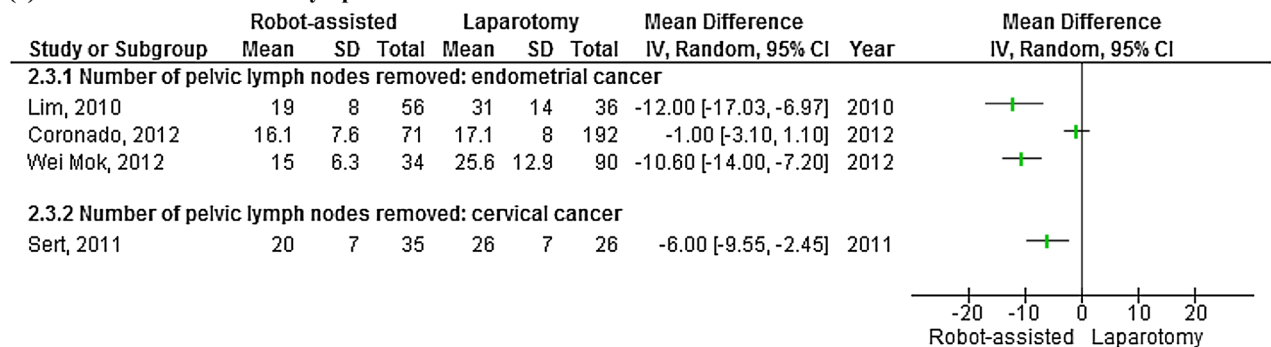 Robot-assisted Laparotomy Mean Difference Mean Difference
Study or Subgroup Mean SD Total Mean SD Total IV, Random, 95% CI Year IV, Random, 95% CI
2.3.1 Number of pelvic lymph nodes removed: endometrial cancer
Lim, 2010 19 8 56 31 14 36 -12.00 [-17.03, -6.97] 2010
Coronado, 2012 16.1 7.6 71 17.1 8 192 -1.00 [-3.10, 1.10] 2012
Wei Mok, 2012 15 6.3 34 25.6 12.9 90 -10.60 [-14.00, -7.20] 2012
2.3.2 Number of pelvic lymph nodes removed: cervical cancer
Sert, 2011 20 7 35 26 7 26 -6.00 [-9.55, -2.45] 2011
-20 -10 0 10 20
Robot-assisted Laparotomy